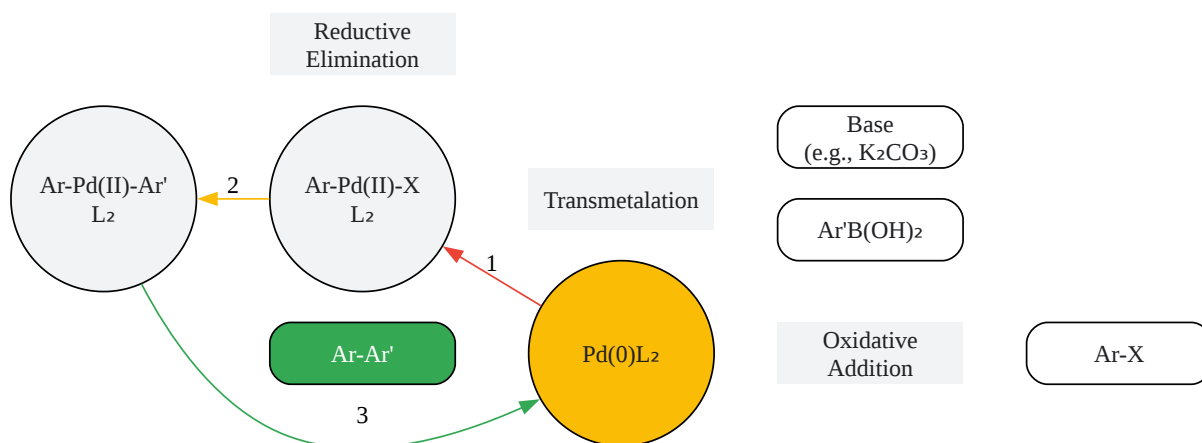 Reductive
Elimination
Base
(e.g., K₂CO₃)
Ar-Pd(II)-Ar'
L₂
2
Ar-Pd(II)-X
L₂
Transmetalation
Ar'B(OH)₂
1
Ar-Ar'
Pd(0)L₂
Oxidative
Addition
Ar-X
3